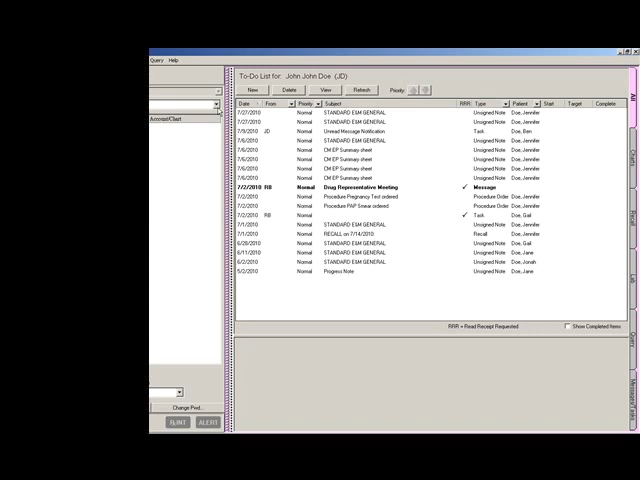 Query Help
To-Do List for: John John Doe (JD)
New Delete View Refresh Priority:
Account/Chart
Date From Priority Subject RRR Type Patient Start Target Complete
7/27/2010 Normal STANDARD E&M GENERAL Unsigned Note Doe, Jennifer
7/27/2010 Normal STANDARD E&M GENERAL Unsigned Note Doe, Jennifer
7/9/2010 JD Normal Unread Message Notification Task Doe, Ben
7/6/2010 Normal STANDARD E&M GENERAL Unsigned Note Doe, Jennifer
7/6/2010 Normal CM EP Summary sheet Unsigned Note Doe, Jennifer
7/6/2010 Normal CM EP Summary sheet Unsigned Note Doe, Jennifer
7/6/2010 Normal CM EP Summary sheet Unsigned Note Doe, Jennifer
7/6/2010 Normal CM EP Summary sheet Unsigned Note Doe, Jennifer
7/2/2010 RB Normal Drug Representative Meeting ✓ Message
7/2/2010 Normal Procedure Pregnancy Test ordered Procedure Order Doe, Jennifer
7/2/2010 Normal Procedure PAP Smear ordered Procedure Order Doe, Jennifer
7/2/2010 RB Normal ✓ Task Doe, Gail
7/1/2010 Normal STANDARD E&M GENERAL Unsigned Note Doe, Jennifer
7/1/2010 Normal RECALL on 7/14/2010: Recall Doe, Jennifer
6/28/2010 Normal STANDARD E&M GENERAL Unsigned Note Doe, Gail
6/11/2010 Normal STANDARD E&M GENERAL Unsigned Note Doe, Jane
6/2/2010 Normal STANDARD E&M GENERAL Unsigned Note Doe, Jonah
5/2/2010 Normal Progress Note Unsigned Note Doe, Jane
RRR = Read Receipt Requested Show Completed Items
Change Pwd...
ALERT
All
Charts
Recall
Lab
Query
Messages/Tasks